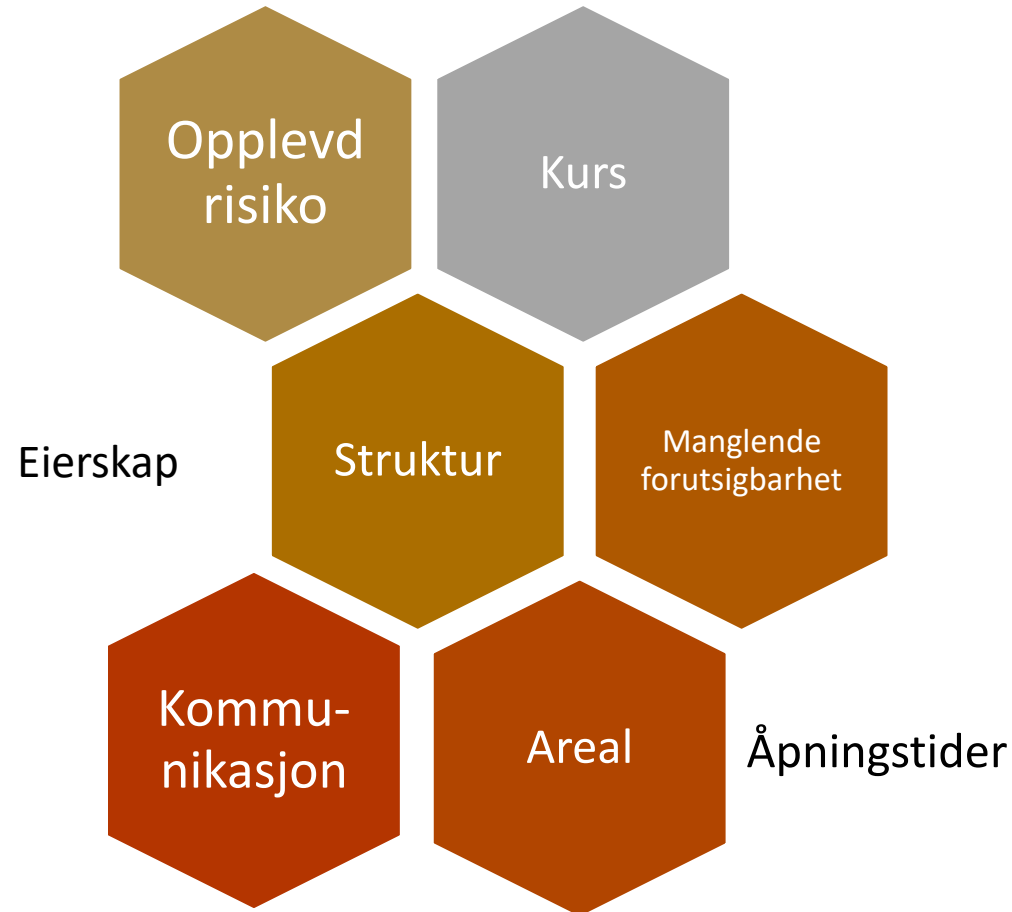 Opplevd
risiko
Kurs
Eierskap
Struktur
Manglende
forutsigbarhet
Kommu-
nikasjon
Areal
Åpningstider